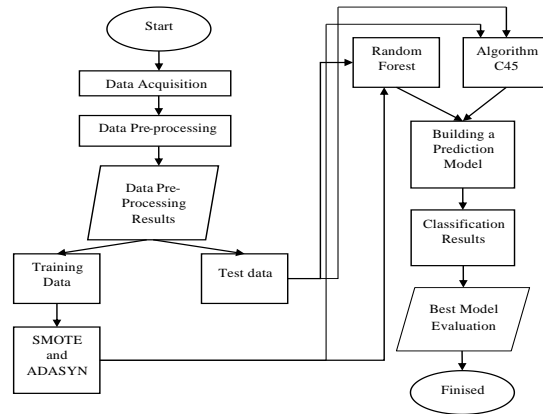 Start
Data Acquisition
Data Pre-processing
Data Pre-
Processing
Results
Training
Data
Test data
SMOTE
and
ADASYN
Random
Forest
Algorithm
C45
Building a
Prediction
Model
Classification
Results
Best Model
Evaluation
Finised